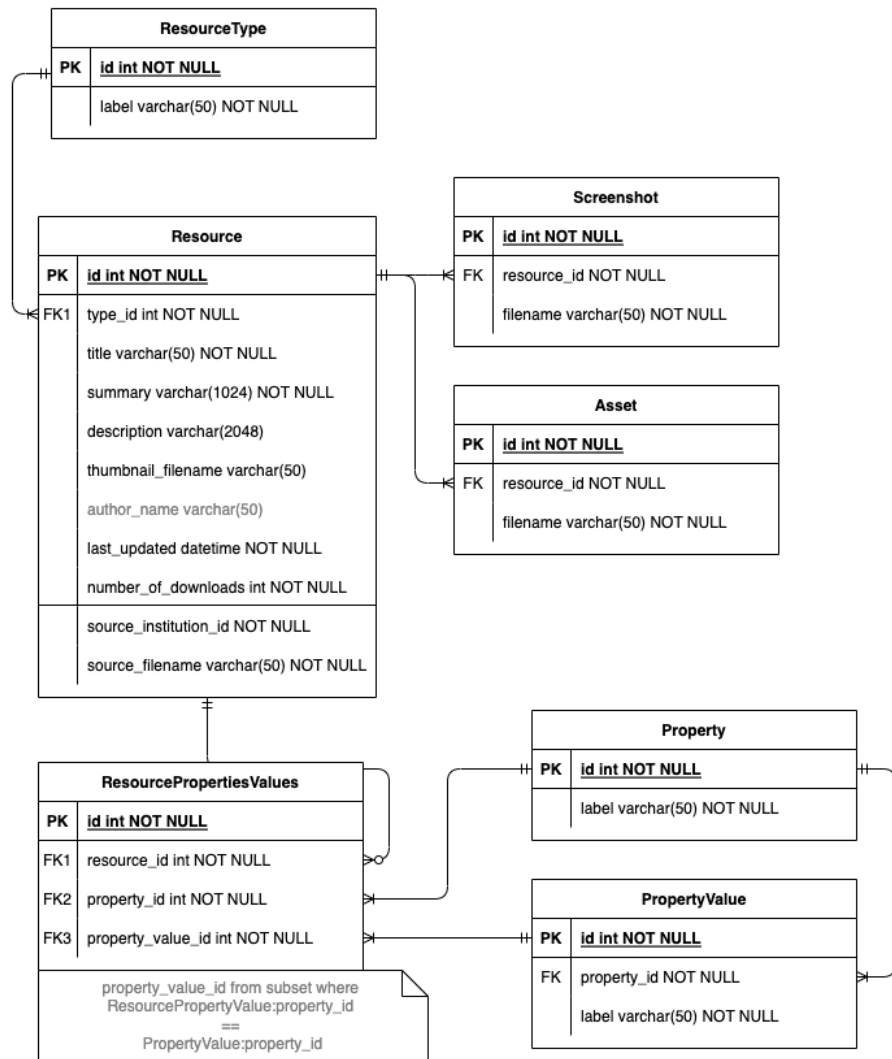 ResourceType
PK id int NOT NULL
label varchar(50) NOT NULL
Resource
PK id int NOT NULL
FK1 type_id int NOT NULL
title varchar(50) NOT NULL
summary varchar(1024) NOT NULL
description varchar(2048)
thumbnail_filename varchar(50)
author_name varchar(50)
last_updated datetime NOT NULL
number_of_downloads int NOT NULL
source_institution_id NOT NULL
source_filename varchar(50) NOT NULL
Screenshot
PK id int NOT NULL
FK resource_id NOT NULL
filename varchar(50) NOT NULL
Asset
PK id int NOT NULL
FK resource_id NOT NULL
filename varchar(50) NOT NULL
ResourcePropertiesValues
PK id int NOT NULL
FK1 resource_id int NOT NULL
FK2 property_id int NOT NULL
FK3 property_value_id int NOT NULL
property_value_id from subset where
ResourcePropertyValue:property_id
==
PropertyValue:property_id
Property
PK id int NOT NULL
label varchar(50) NOT NULL
PropertyValue
PK id int NOT NULL
FK property_id NOT NULL
label varchar(50) NOT NULL